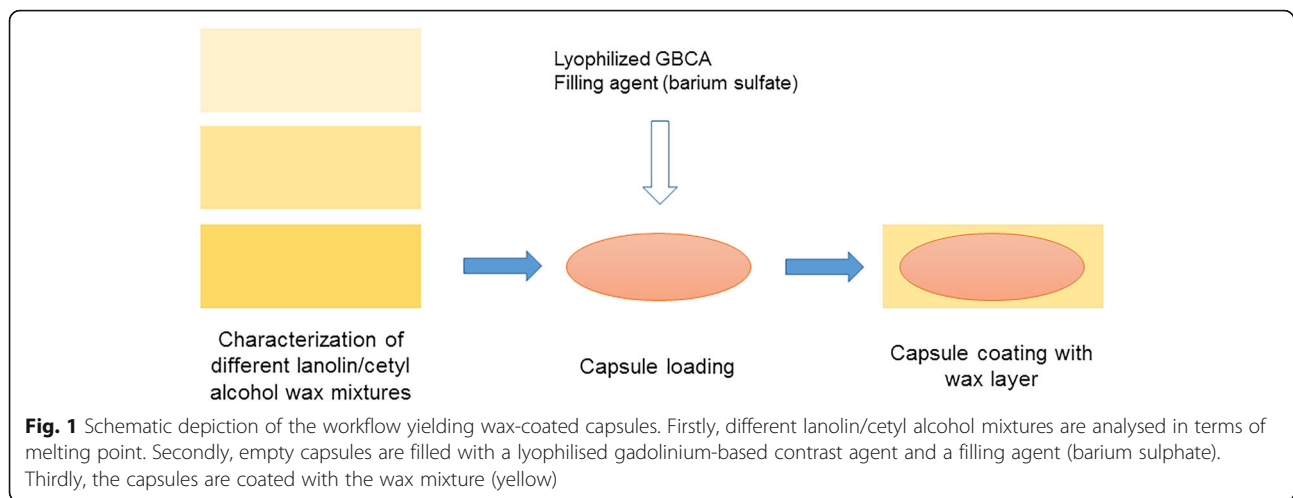 Lyophilized GBCA
Filling agent (barium sulfate)
Characterization of
different lanolin/cetyl
alcohol wax mixtures
Capsule loading
Capsule coating with
wax layer
Fig. 1 Schematic depiction of the workflow yielding wax-coated capsules. Firstly, different lanolin/cetyl alcohol mixtures are analysed in terms of
melting point. Secondly, empty capsules are filled with a lyophilised gadolinium-based contrast agent and a filling agent (barium sulphate).
Thirdly, the capsules are coated with the wax mixture (yellow)